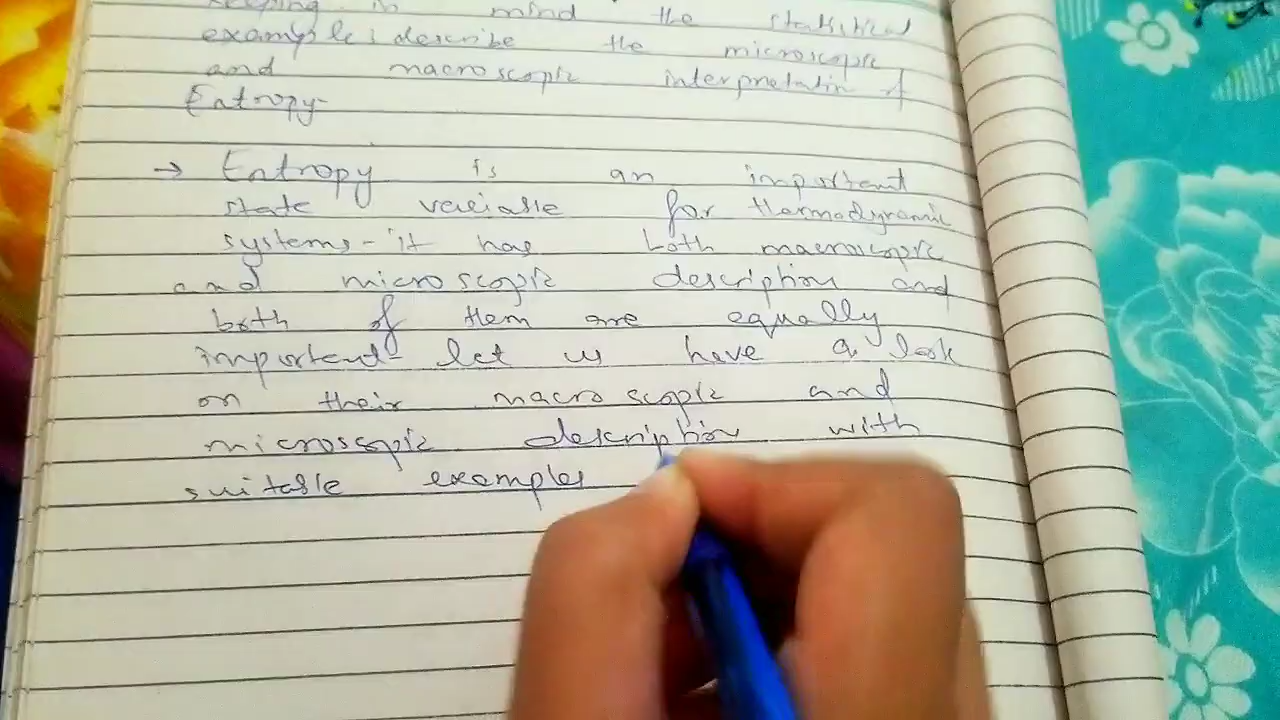 keeping in mind the statistical
examples describe the microscopic
and macroscopic interpretation of
Entropy-
→ Entropy is an important
state variable for thermodynamic
systems- it has both macroscopic
and microscopic description and
both of them are equally
important- let us have a look
on their macroscopic and
microscopic description with
suitable examples